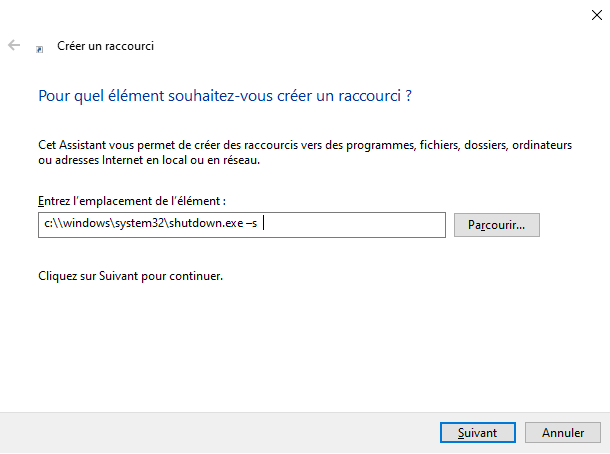 Créer un raccourci
Pour quel élément souhaitez-vous créer un raccourci ?
Cet Assistant vous permet de créer des raccourcis vers des programmes, fichiers, dossiers, ordinateurs
ou adresses Internet en local ou en réseau.
Entrez l'emplacement de l'élément :
c:\\windows\system32\shutdown.exe –s
Parcourir...
Cliquez sur Suivant pour continuer.
Suivant
Annuler